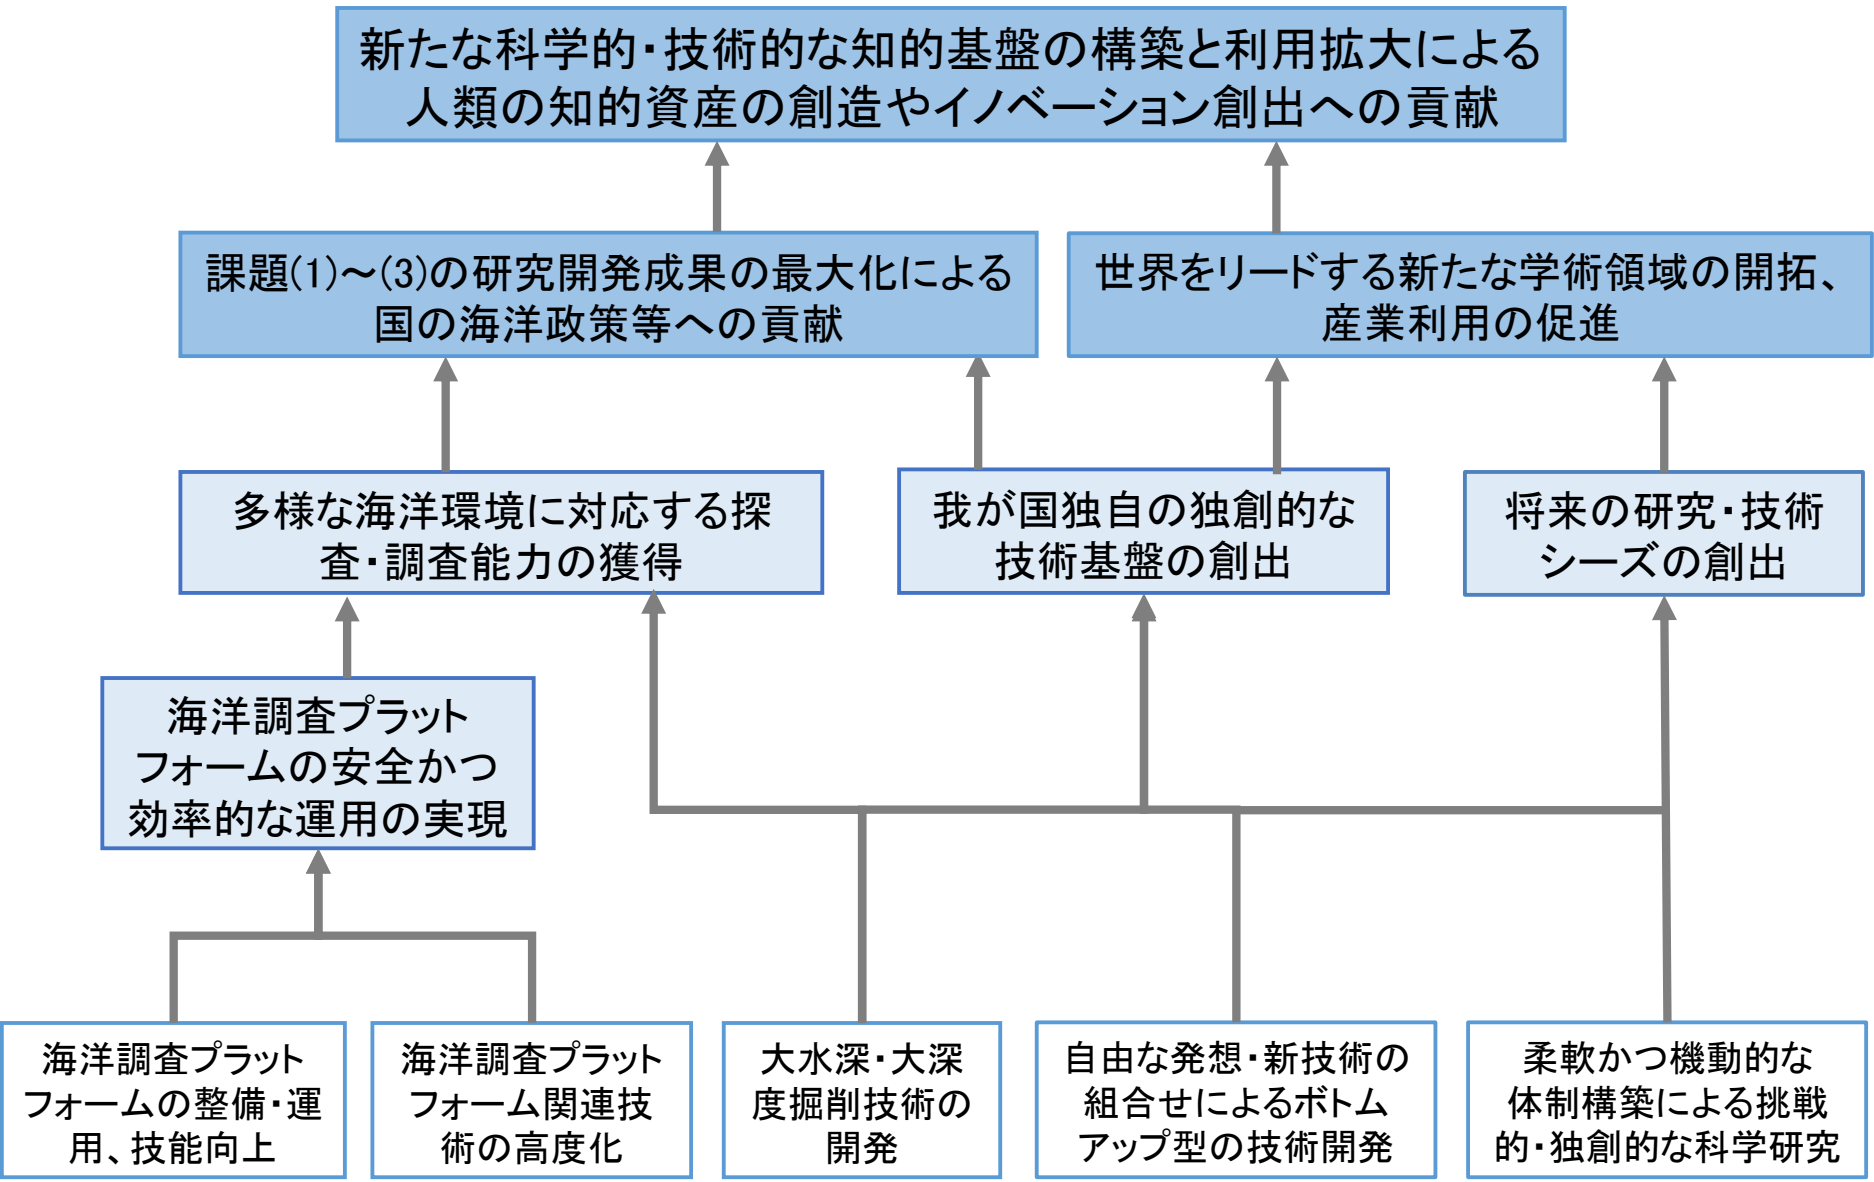 新たな科学的・技術的な知的基盤の構築と利用拡大による
人類の知的資産の創造やイノベーション創出への貢献
課題(1)～(3)の研究開発成果の最大化による
国の海洋政策等への貢献
世界をリードする新たな学術領域の開拓、
産業利用の促進
多様な海洋環境に対応する探
査・調査能力の獲得
我が国独自の独創的な
技術基盤の創出
将来の研究・技術
シーズの創出
海洋調査プラット
フォームの安全かつ
効率的な運用の実現
海洋調査プラット
フォームの整備・運
用、技能向上
海洋調査プラット
フォーム関連技
術の高度化
大水深・大深
度掘削技術の
開発
自由な発想・新技術の
組合せによるボトム
アップ型の技術開発
柔軟かつ機動的な
体制構築による挑戦
的・独創的な科学研究